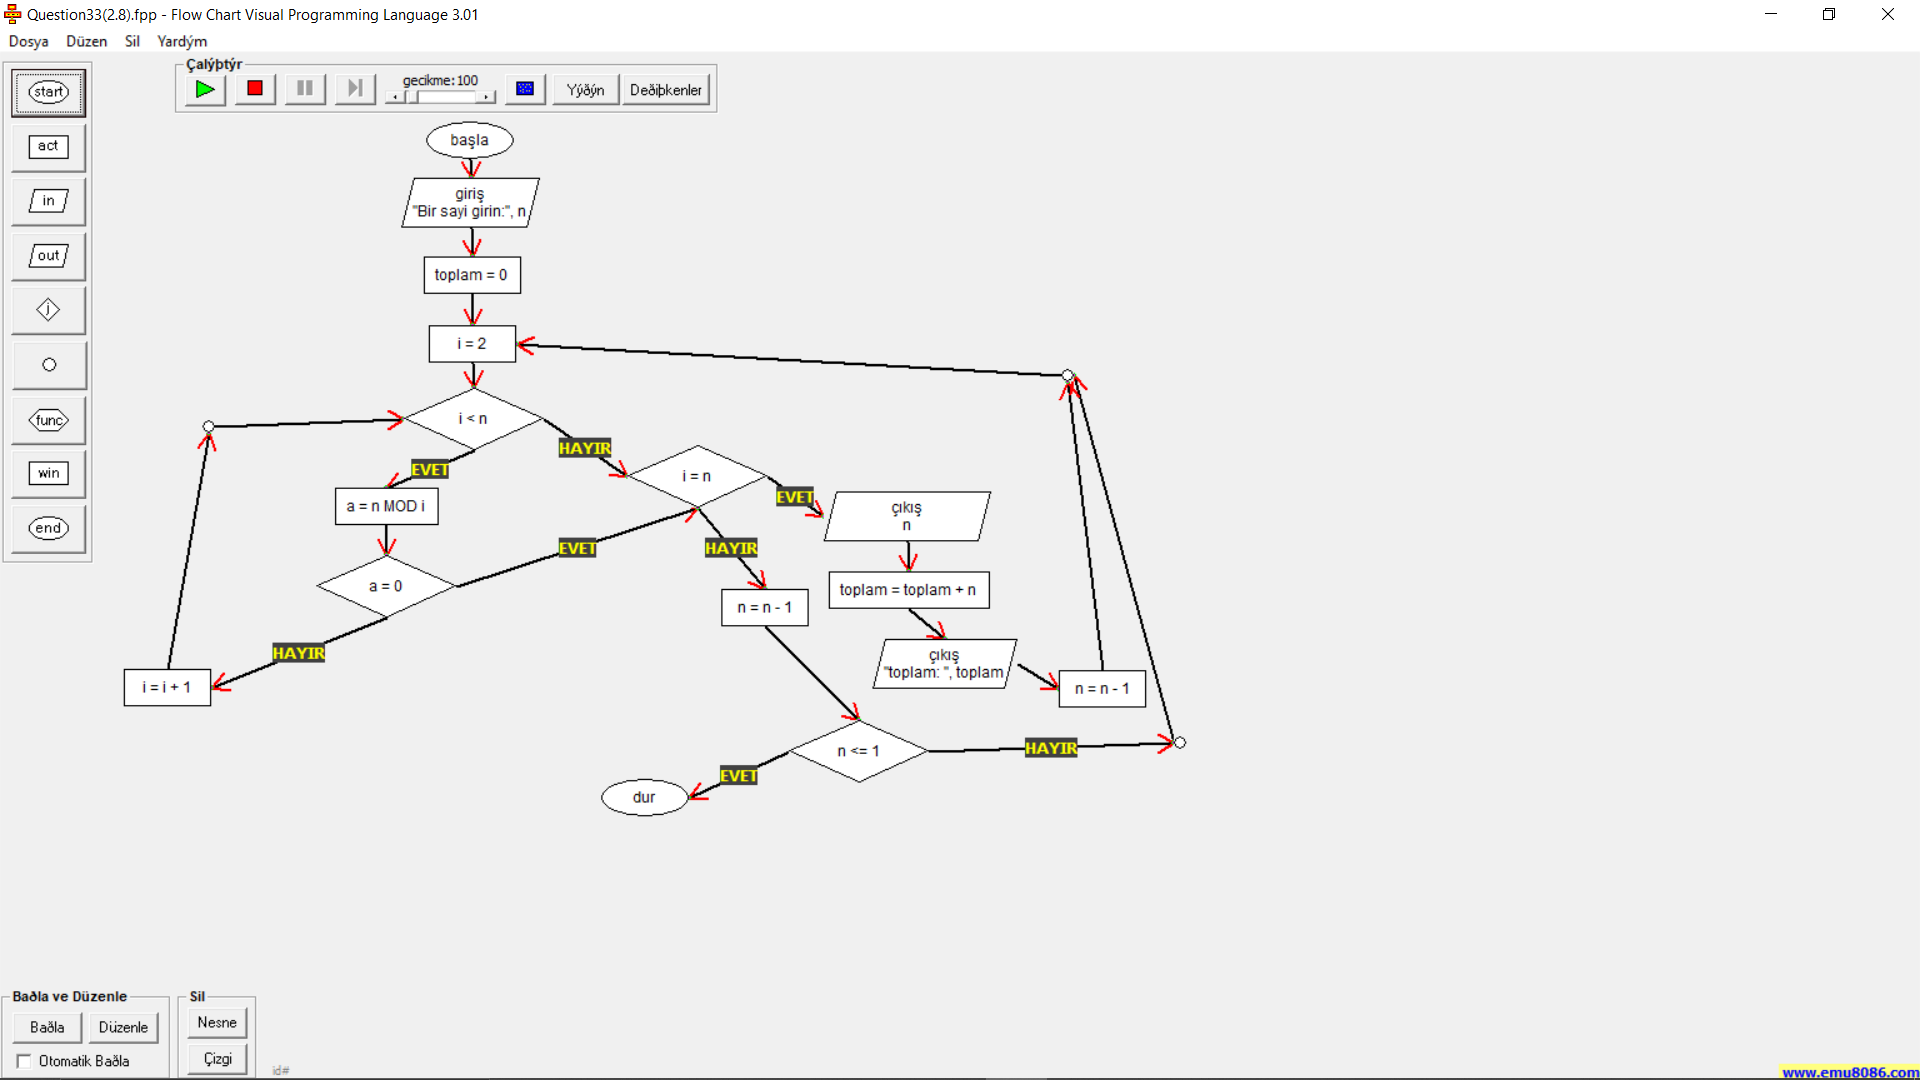 Question33(2.8).fpp - Flow Chart Visual Programming Language 3.01
Dosya Düzen Sil Yardým
Çalýþtýr
gecikme:100
Yýðýn
Deðiþkenler
start
act
in
out
j
func
win
end
başla
giriş
"Bir sayi girin:", n
toplam = 0
i = 2
i < n
HAYIR
EVET
i = n
EVET
a = n MOD i
çıkış
n
EVET
HAYIR
a = 0
toplam = toplam + n
n = n - 1
HAYIR
çıkış
"toplam: ", toplam
i = i + 1
n = n - 1
n <= 1
HAYIR
EVET
dur
Baðla ve Düzenle
Baðla
Düzenle
Otomatik Baðla
Sil
Nesne
Çizgi
id#
www.emu8086.com